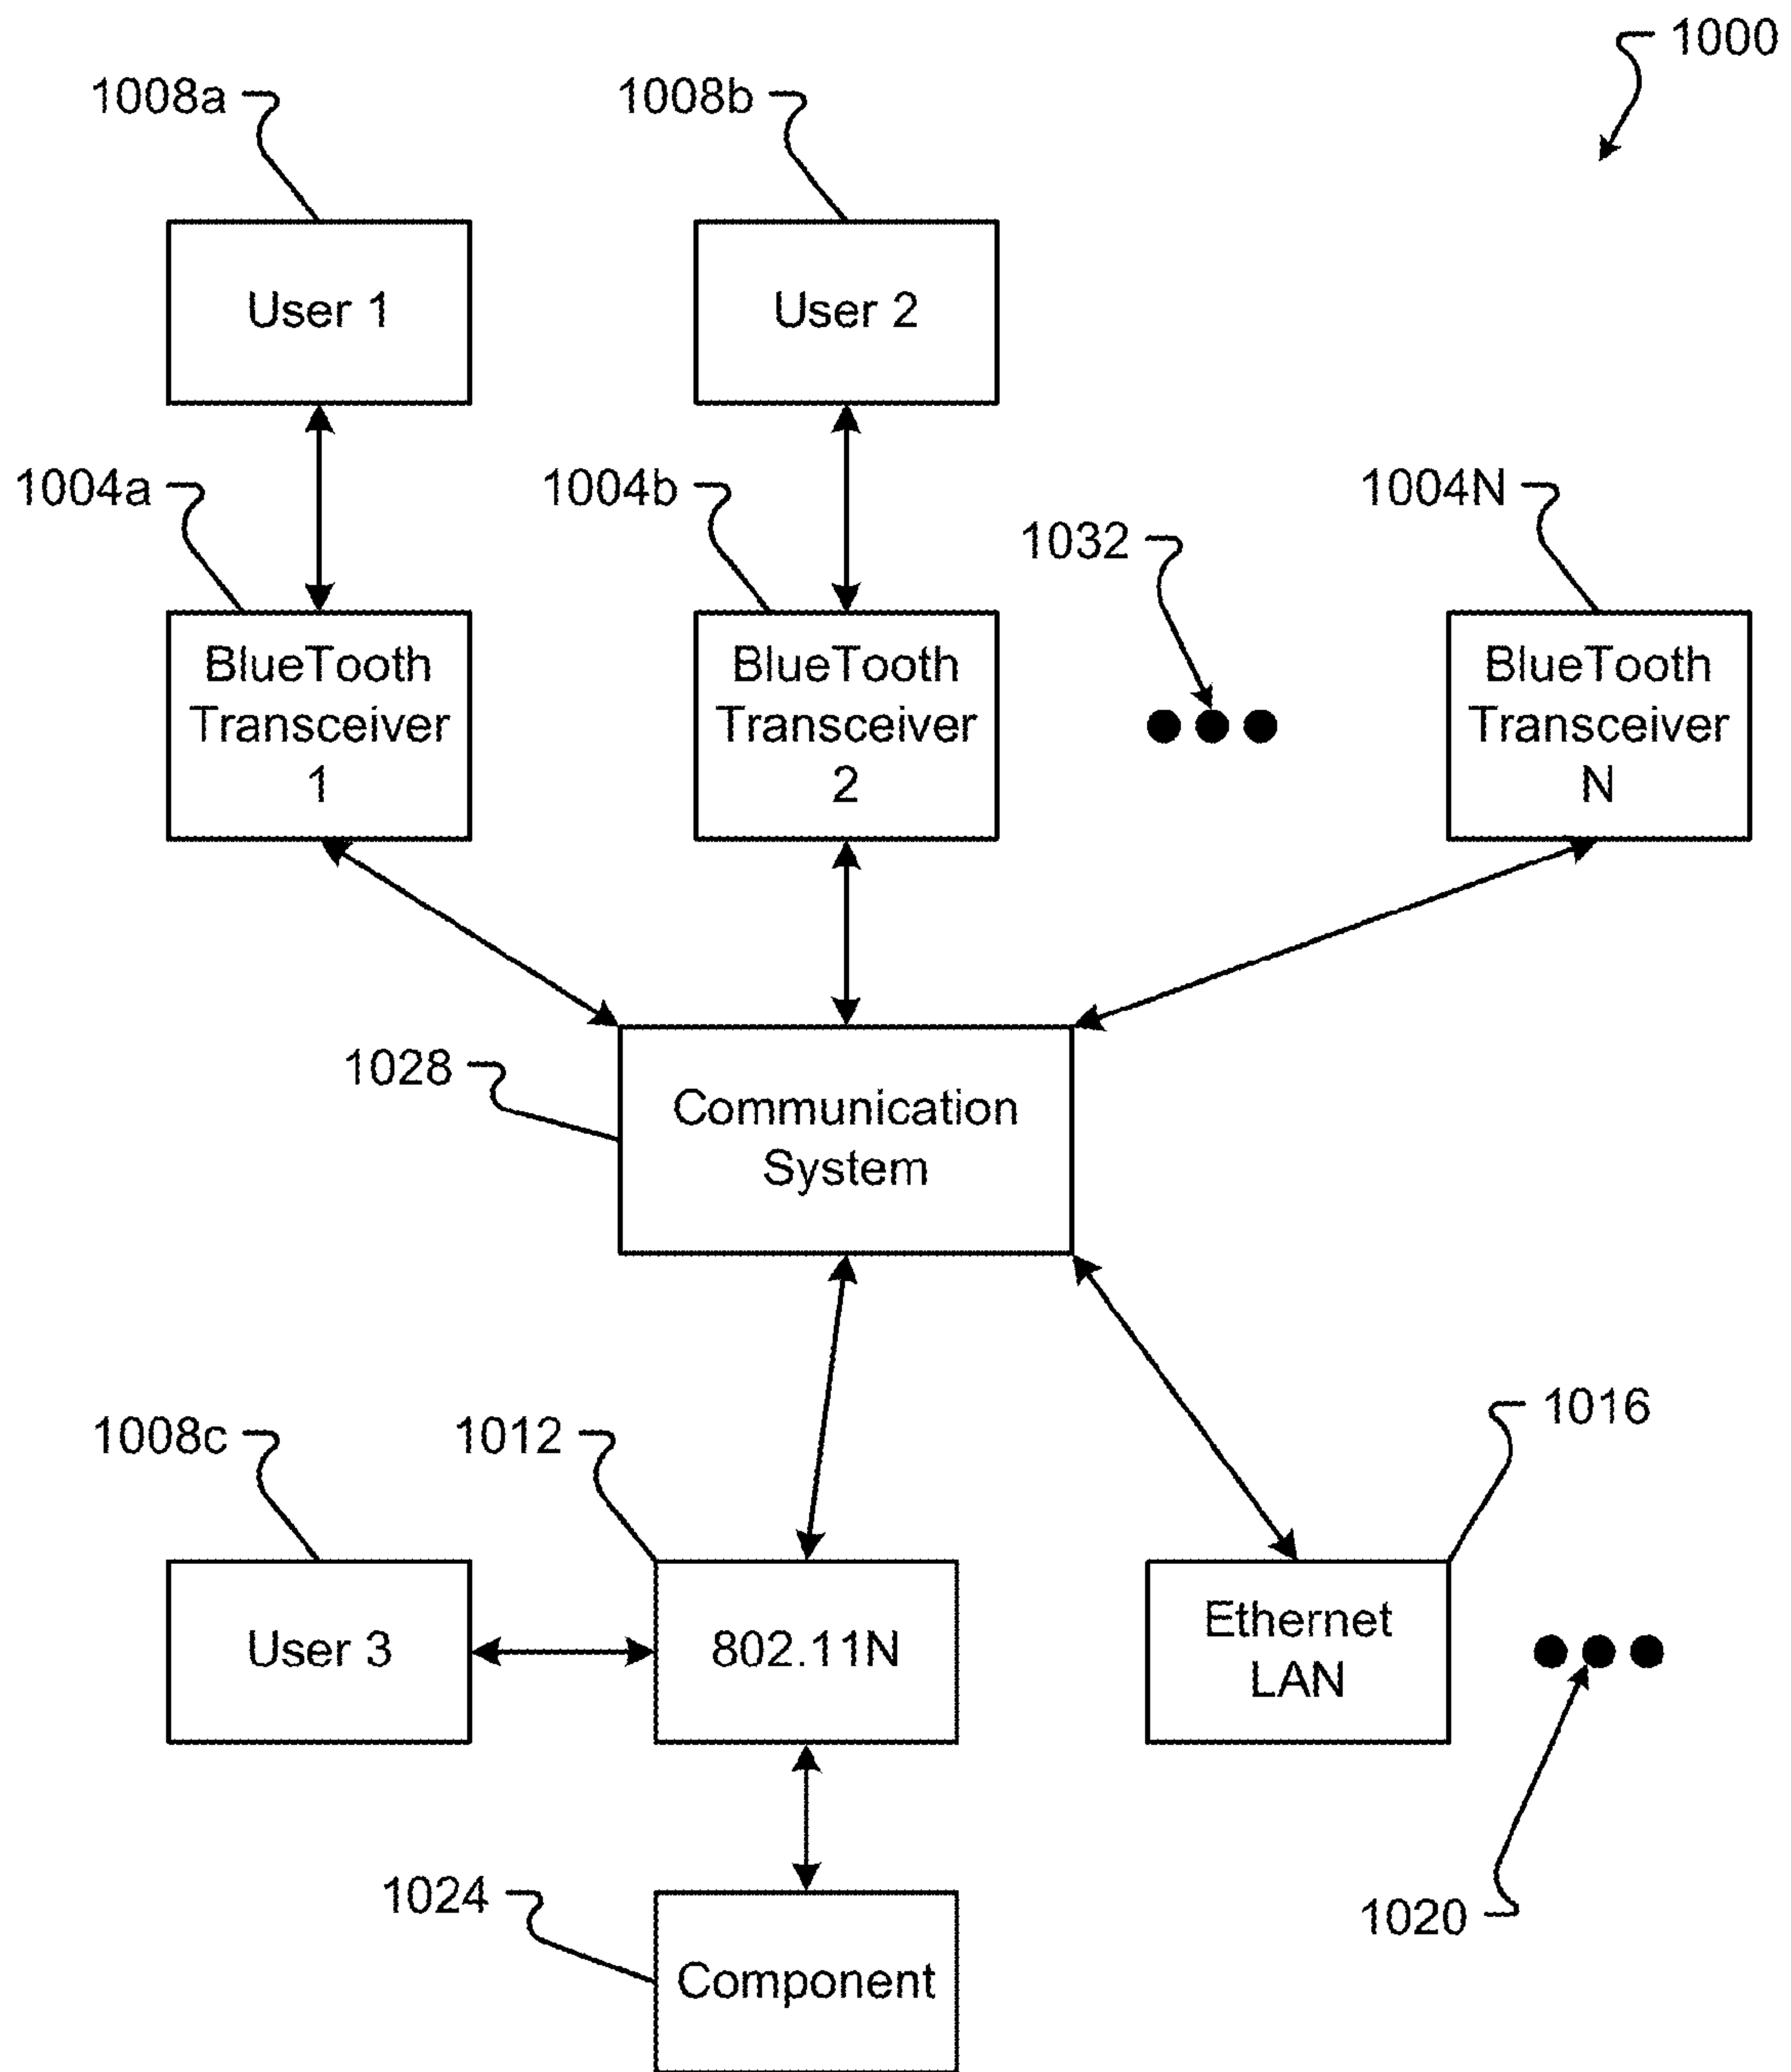 1000
1008a
1008b
User 1
User 2
1004a
1004b
1004N
1032
BlueTooth
Transceiver
1
BlueTooth
Transceiver
2
BlueTooth
Transceiver
N
1028
Communication
System
1008c
1012
1016
User 3
802.11N
Ethernet
LAN
1024
1020
Component